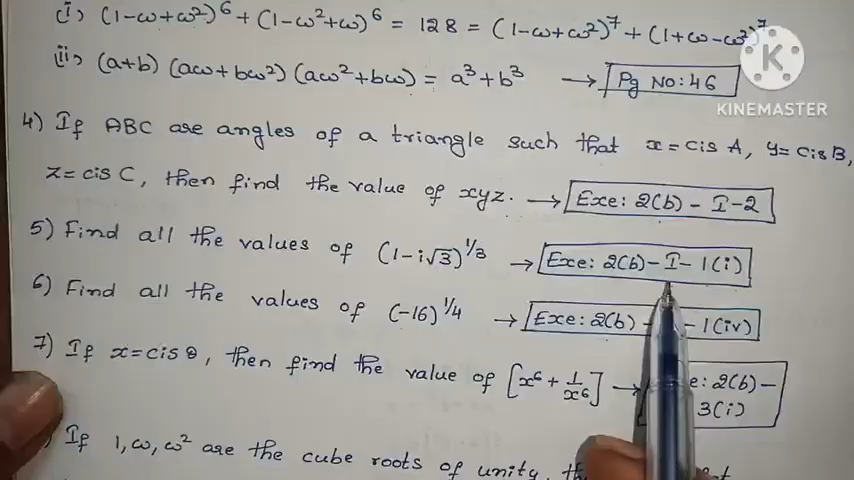 (i) (1-ω+ω²)⁶ + (1-ω²+ω)⁶ = 128 = (1-ω+ω²)⁷ + (1+ω-ω²)⁷
(ii) (a+b) (aω+bω²) (aω²+bω) = a³+b³ → Pg No: 46
K
KINEMASTER
4) If ABC are angles of a triangle such that x = cis A, y = cis B,
z = cis C, then find the value of xyz. → Exe: 2(b) - I - 2
5) Find all the values of (1-i√3)^1/3 → Exe: 2(b) - I - 1(i)
6) Find all the values of (-16)^1/4 → Exe: 2(b) - - 1(iv)
7) If x = cis θ, then find the value of [x⁶ + 1/x⁶] → e: 2(b) -
3(i)
) If 1, ω, ω² are the cube roots of unity,